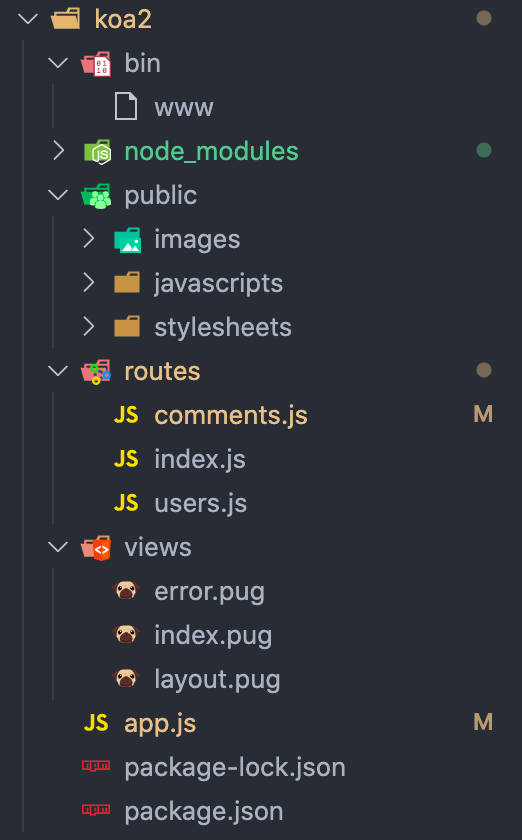 koa2
bin
www
node_modules
public
images
javascripts
stylesheets
routes
JS comments.js M
JS index.js
JS users.js
views
error.pug
index.pug
layout.pug
JS app.js M
package-lock.json
package.json